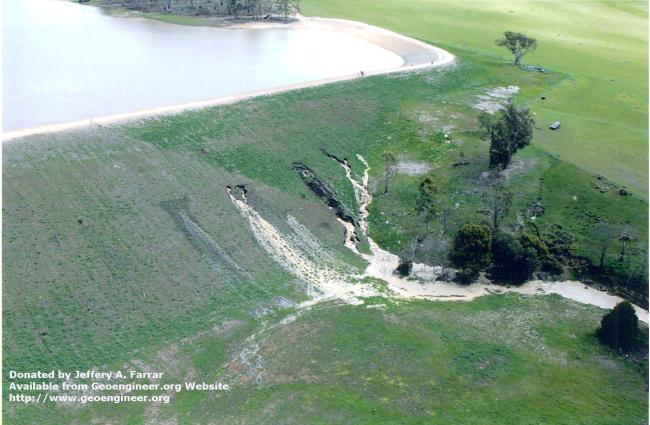 Donated by Jeffery A. Farrar
Available from Geoengineer.org Website
http://www.geoengineer.org